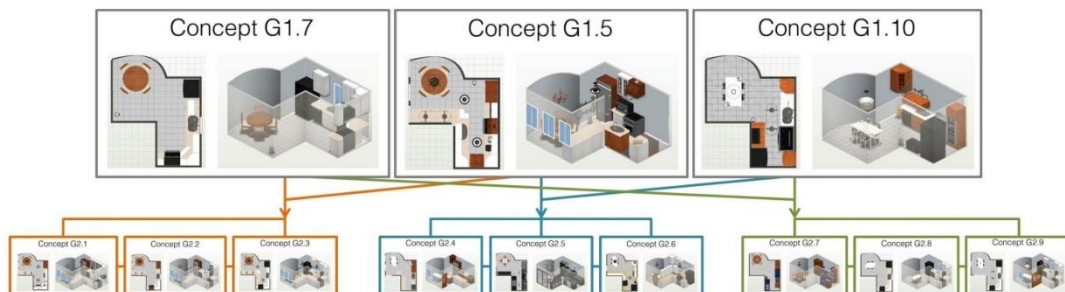 Concept G1.7
Concept G1.5
Concept G1.10
Concept G2.1
Concept G2.2
Concept G2.3
Concept G2.4
Concept G2.5
Concept G2.6
Concept G2.7
Concept G2.8
Concept G2.9